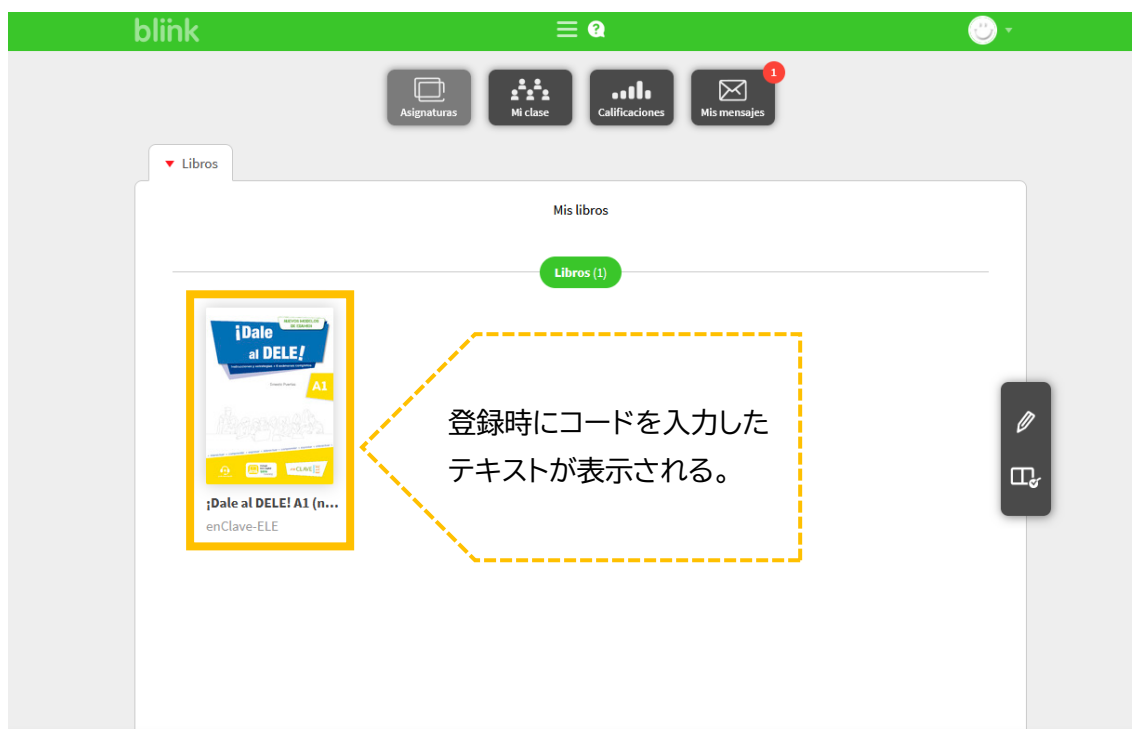 blink
Asignaturas
Mi clase
Calificaciones
Mis mensajes
1
Libros
Mis libros
Libros (1)
¡Dale
al DELE!
A1
登録時にコードを入力した
テキストが表示される。
¡Dale al DELE! A1 (n...
enClave-ELE